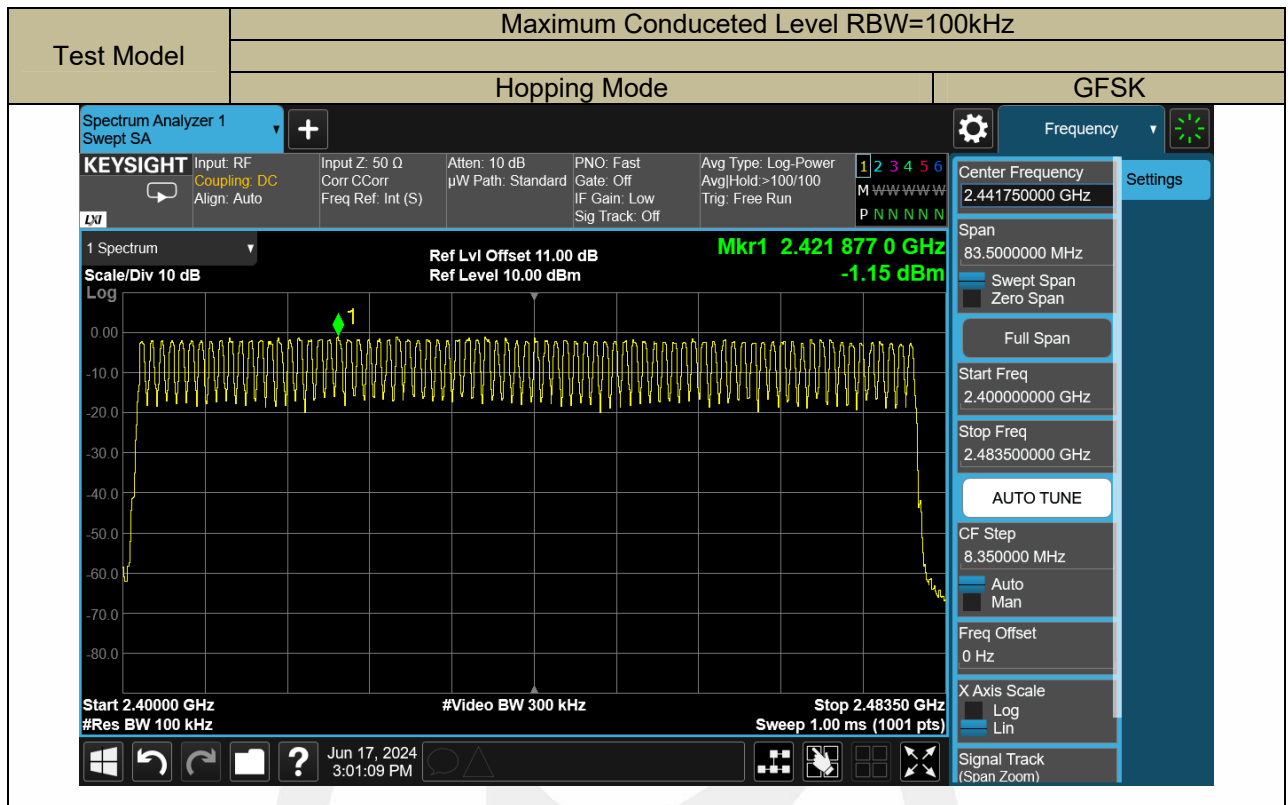 Maximum Conduceted Level RBW=100kHz
Test Model
Hopping Mode
GFSK
Spectrum Analyzer 1
Swept SA
+
Frequency
KEYSIGHT
LXI
Input: RF
Coupling: DC
Align: Auto
Input Z: 50 Ω
Corr CCorr
Freq Ref: Int (S)
Atten: 10 dB
µW Path: Standard
PNO: Fast
Gate: Off
IF Gain: Low
Sig Track: Off
Avg Type: Log-Power
Avg|Hold:>100/100
Trig: Free Run
1 2 3 4 5 6
M W W W W W
P N N N N N
1 Spectrum
Scale/Div 10 dB
Ref Lvl Offset 11.00 dB
Ref Level 10.00 dBm
Mkr1 2.421 877 0 GHz
-1.15 dBm
Log
1
0.00
-10.0
-20.0
-30.0
-40.0
-50.0
-60.0
-70.0
-80.0
Start 2.40000 GHz
#Res BW 100 kHz
#Video BW 300 kHz
Stop 2.48350 GHz
Sweep 1.00 ms (1001 pts)
Center Frequency
2.441750000 GHz
Settings
Span
83.5000000 MHz
Swept Span
Zero Span
Full Span
Start Freq
2.400000000 GHz
Stop Freq
2.483500000 GHz
AUTO TUNE
CF Step
8.350000 MHz
Auto
Man
Freq Offset
0 Hz
X Axis Scale
Log
Lin
Signal Track
(Span Zoom)
?
Jun 17, 2024
3:01:09 PM